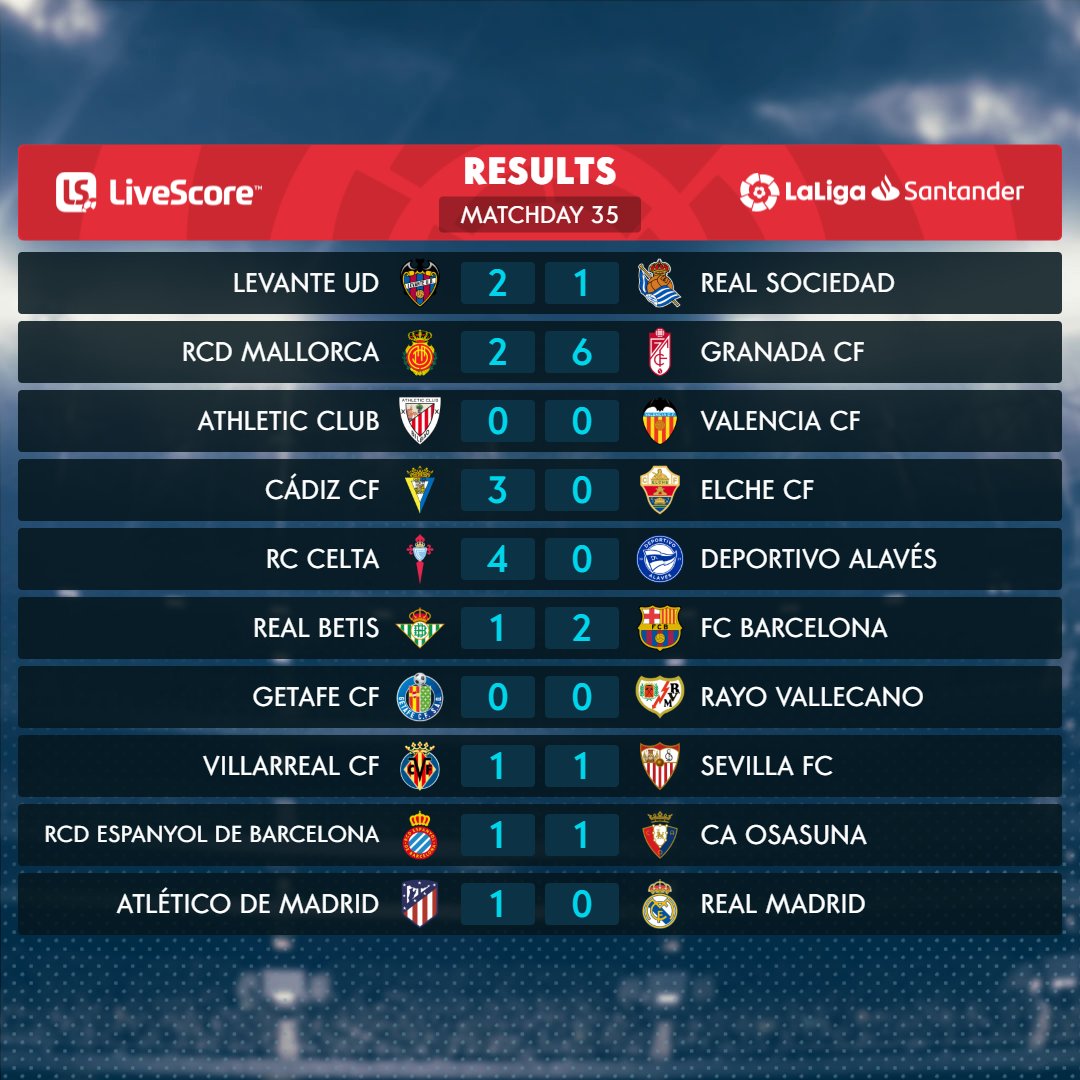 LS LiveScore™
RESULTS
MATCHDAY 35
LaLiga Santander
LEVANTE UD 2 1 REAL SOCIEDAD
RCD MALLORCA 2 6 GRANADA CF
ATHLETIC CLUB 0 0 VALENCIA CF
CÁDIZ CF 3 0 ELCHE CF
RC CELTA 4 0 DEPORTIVO ALAVÉS
REAL BETIS 1 2 FC BARCELONA
GETAFE CF 0 0 RAYO VALLECANO
VILLARREAL CF 1 1 SEVILLA FC
RCD ESPANYOL DE BARCELONA 1 1 CA OSASUNA
ATLÉTICO DE MADRID 1 0 REAL MADRID